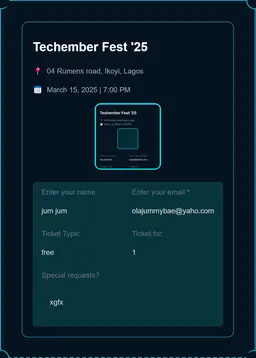 Techember Fest '25
04 Rumens road, Ikoyi, Lagos
March 15, 2025 | 7:00 PM
Techember Fest '25
Enter your name
Enter your email *
jum jum
olajummybae@yaho.com
Ticket Type:
Ticket for:
free
1
Special requests?
xgfx